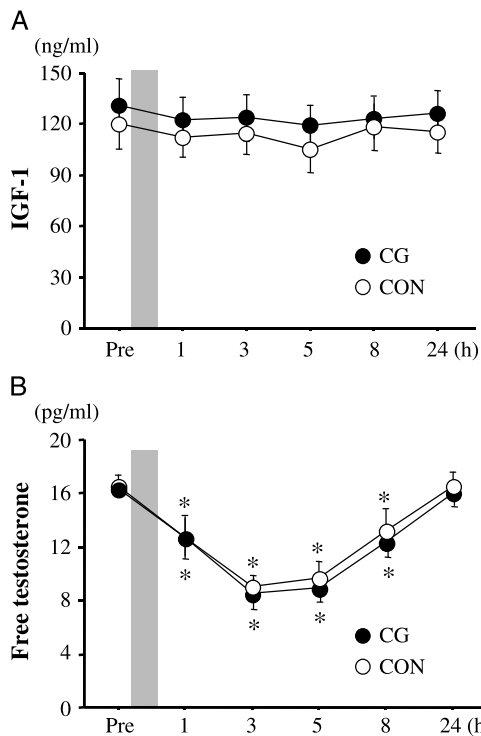 A
(ng/ml)
150
120
90
60
30
0
IGF-1
CG
CON
Pre 1 3 5 8 24 (h)
B
(pg/ml)
20
16
12
8
4
0
Free testosterone
* * * *
* * * *
CG
CON
Pre 1 3 5 8 24 (h